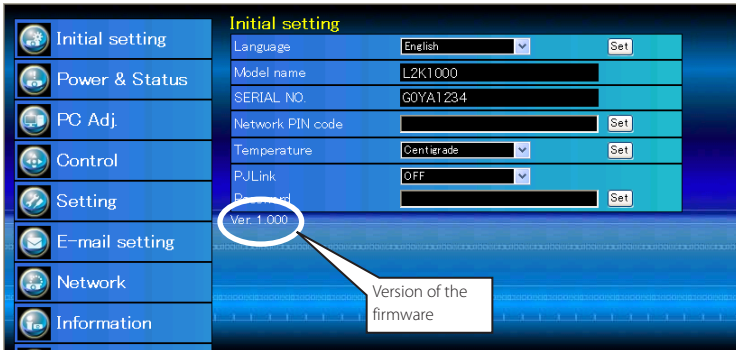 Initial setting
Power & Status
PC Adj.
Control
Setting
E-mail setting
Network
Information
Initial setting
Language English Set
Model name L2K1000
SERIAL NO. G0YA1234
Network PIN code Set
Temperature Centigrade Set
PJLink OFF
Password Set
Ver. 1.000
Version of the
firmware